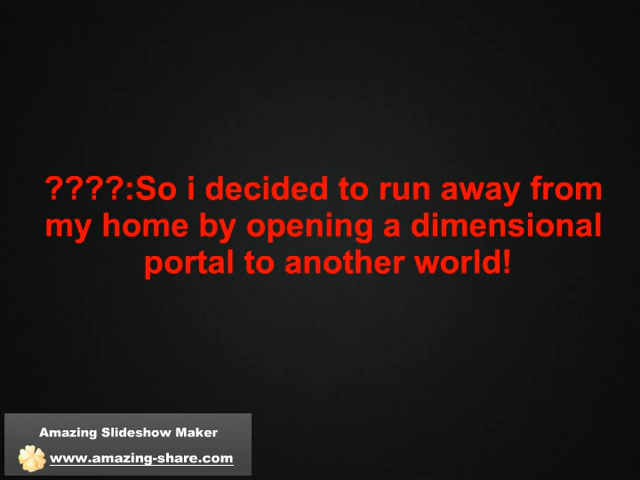 ????:So i decided to run away from
my home by opening a dimensional
portal to another world!
Amazing Slideshow Maker
www.amazing-share.com